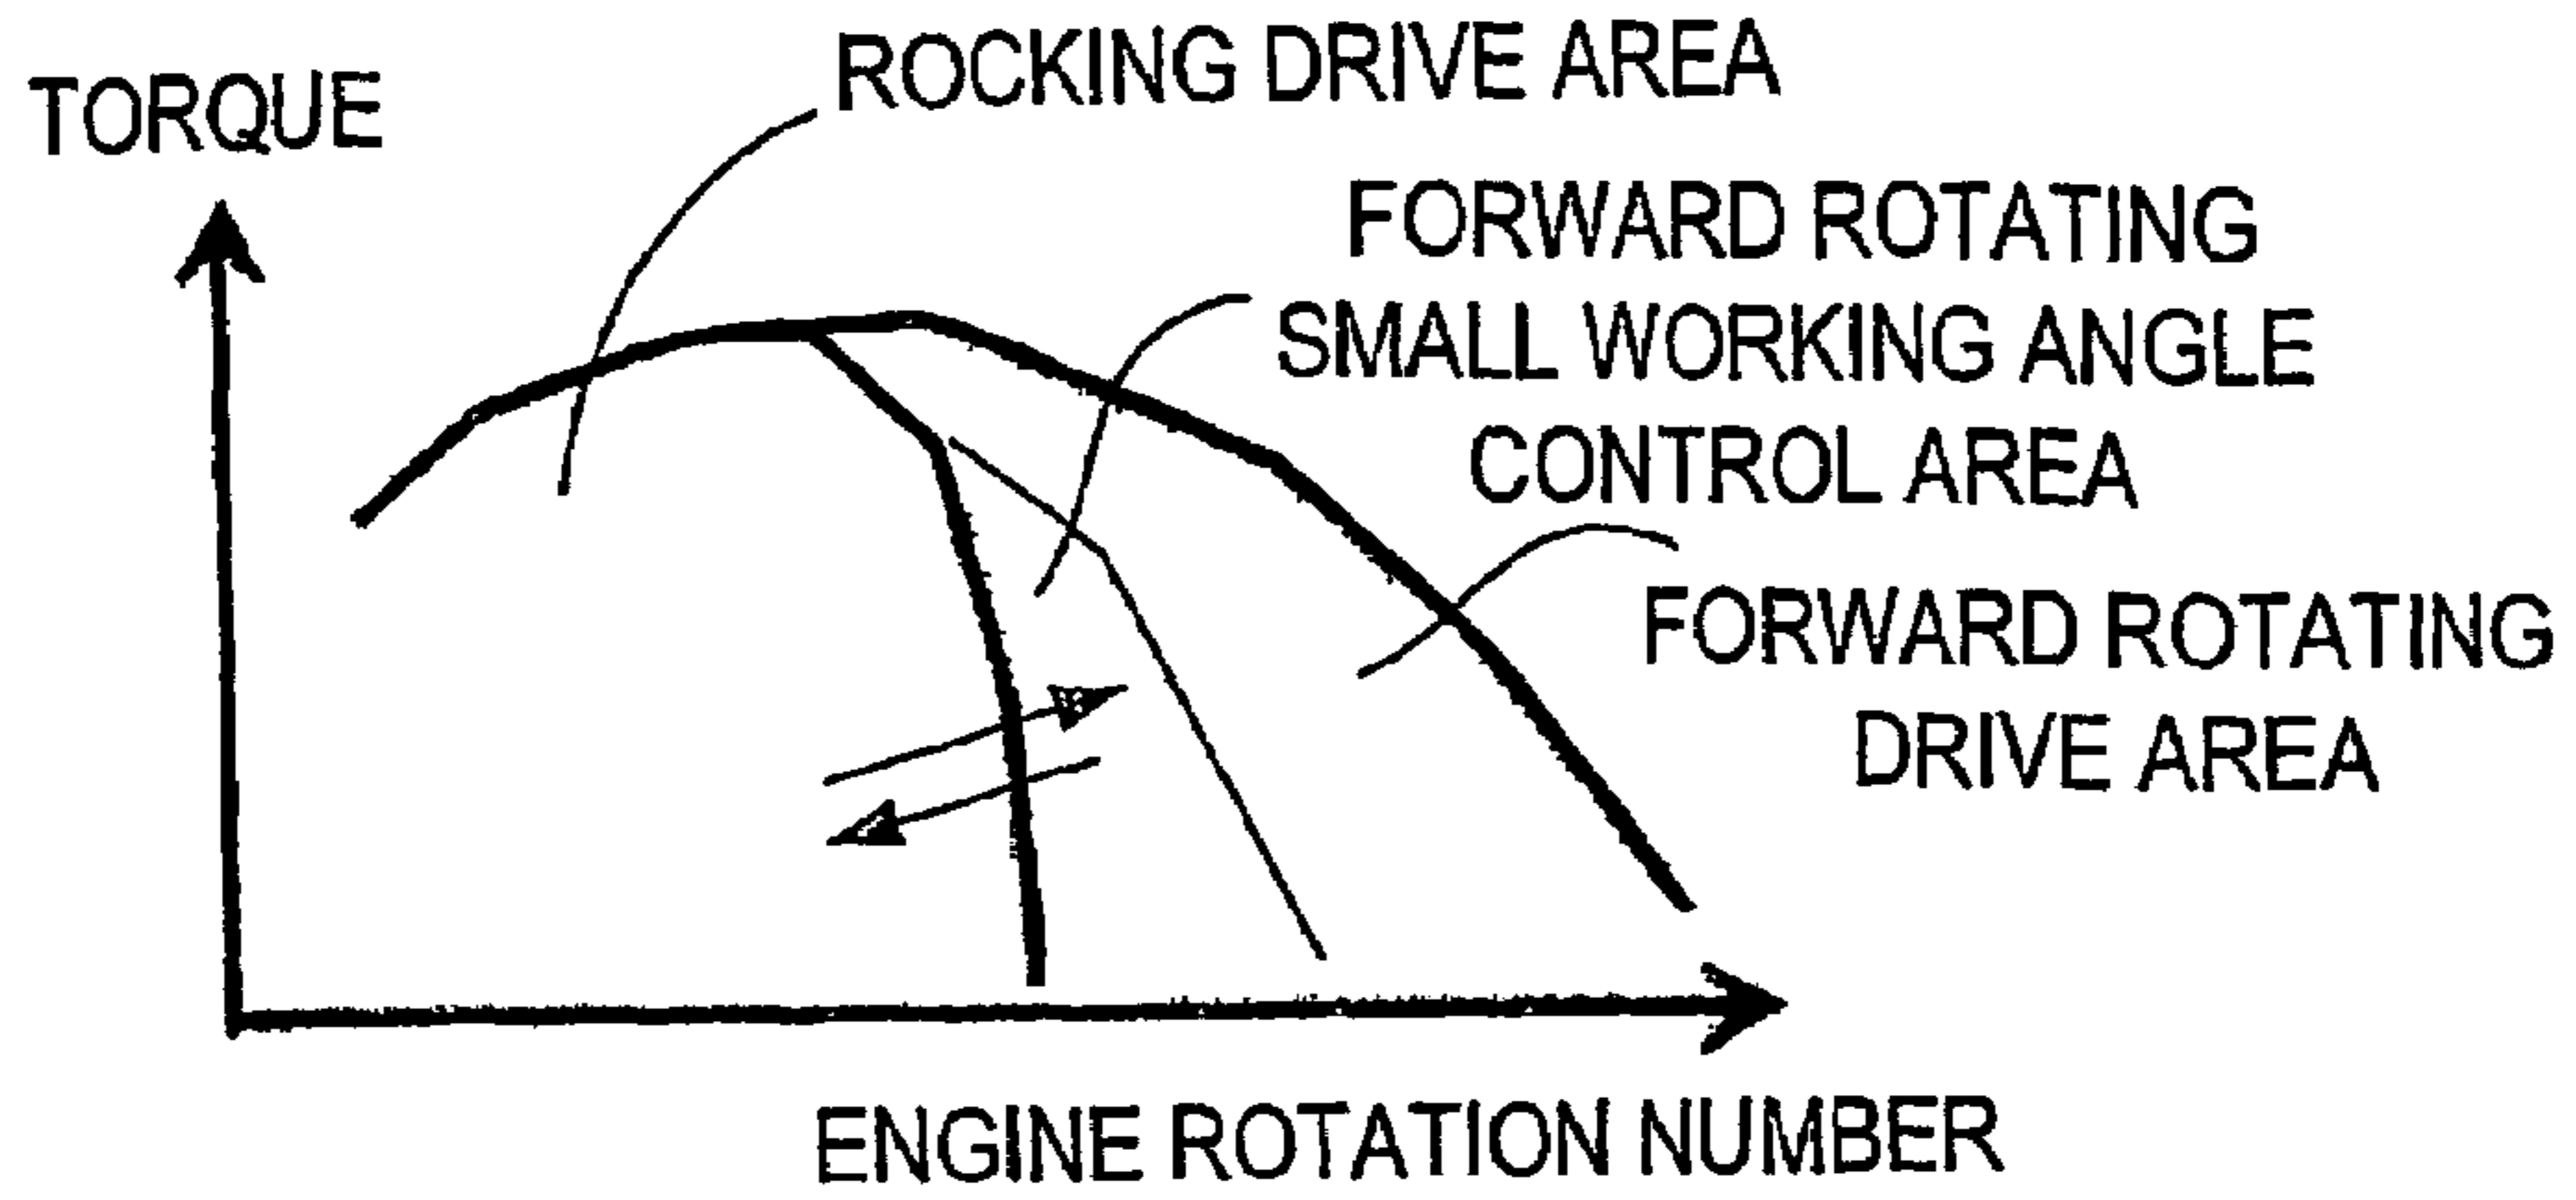 TORQUE
ROCKING DRIVE AREA
FORWARD ROTATING
SMALL WORKING ANGLE
CONTROL AREA
FORWARD ROTATING
DRIVE AREA
ENGINE ROTATION NUMBER